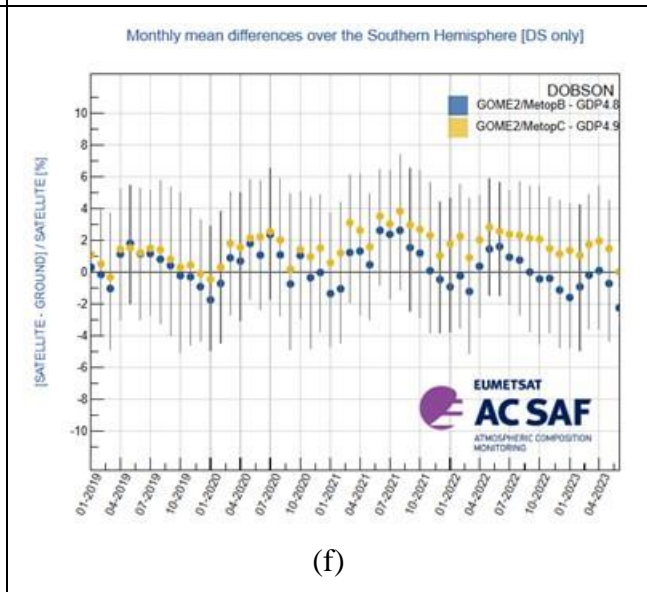 Monthly mean differences over the Southern Hemisphere [DS only]
DOBSON
GOME2/MetopB - GDP4.8
GOME2/MetopC - GDP4.9
[SATELLITE - GROUND] / SATELLITE [%]
10
8
6
4
2
0
-2
-4
-6
-8
-10
EUMETSAT
AC SAF
ATMOSPHERIC COMPOSITION
MONITORING
01-2019
04-2019
07-2019
10-2019
01-2020
04-2020
07-2020
10-2020
01-2021
04-2021
07-2021
10-2021
01-2022
04-2022
07-2022
10-2022
01-2023
04-2023
(f)